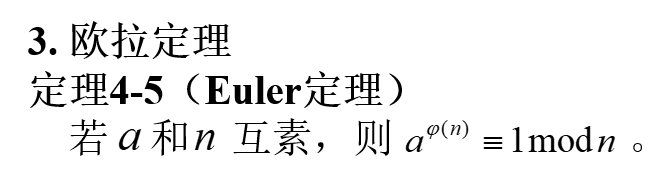 3. 欧拉定理
定理4-5（Euler定理）
若 a 和 n 互素，则 a^{φ(n)} ≡ 1 mod n 。